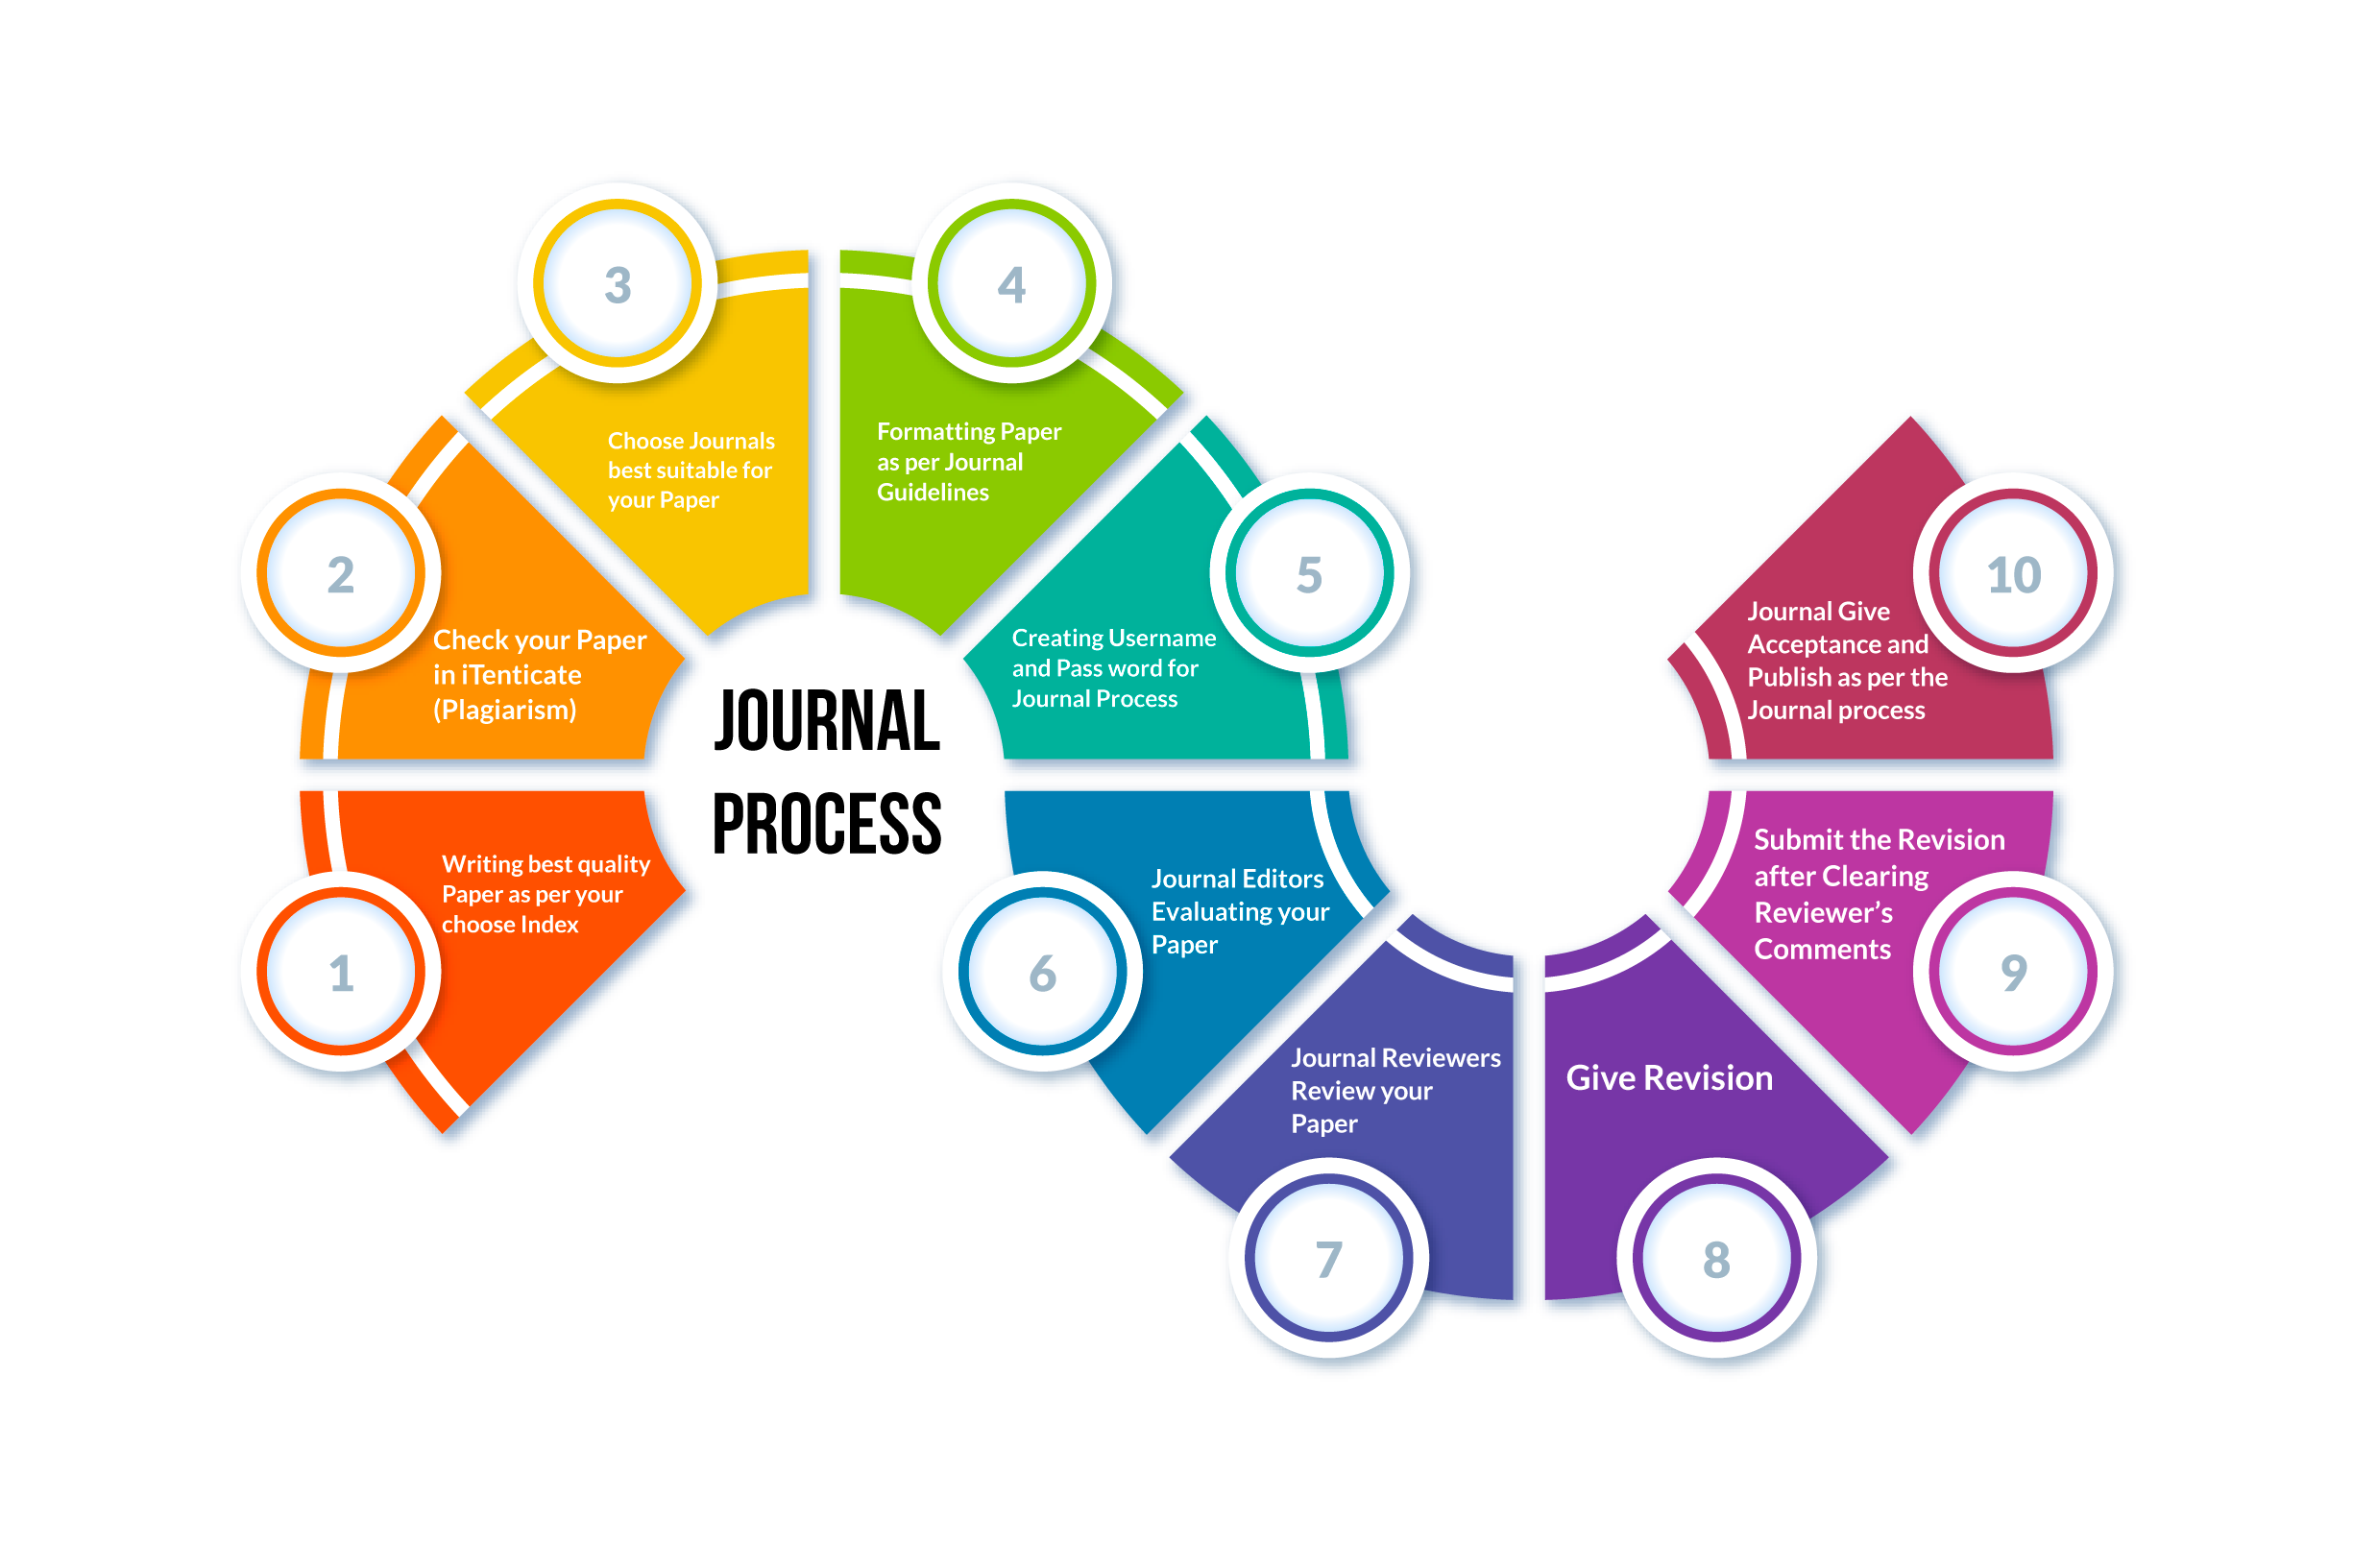 JOURNAL
PROCESS
1
Writing best quality
Paper as per your
choose Index
2
Check your Paper
in iTenticate
(Plagiarism)
3
Choose Journals
best suitable for
your Paper
4
Formatting Paper
as per Journal
Guidelines
5
Creating Username
and Pass word for
Journal Process
6
Journal Editors
Evaluating your
Paper
7
Journal Reviewers
Review your
Paper
8
Give Revision
9
Submit the Revision
after Clearing
Reviewer’s
Comments
10
Journal Give
Acceptance and
Publish as per the
Journal process